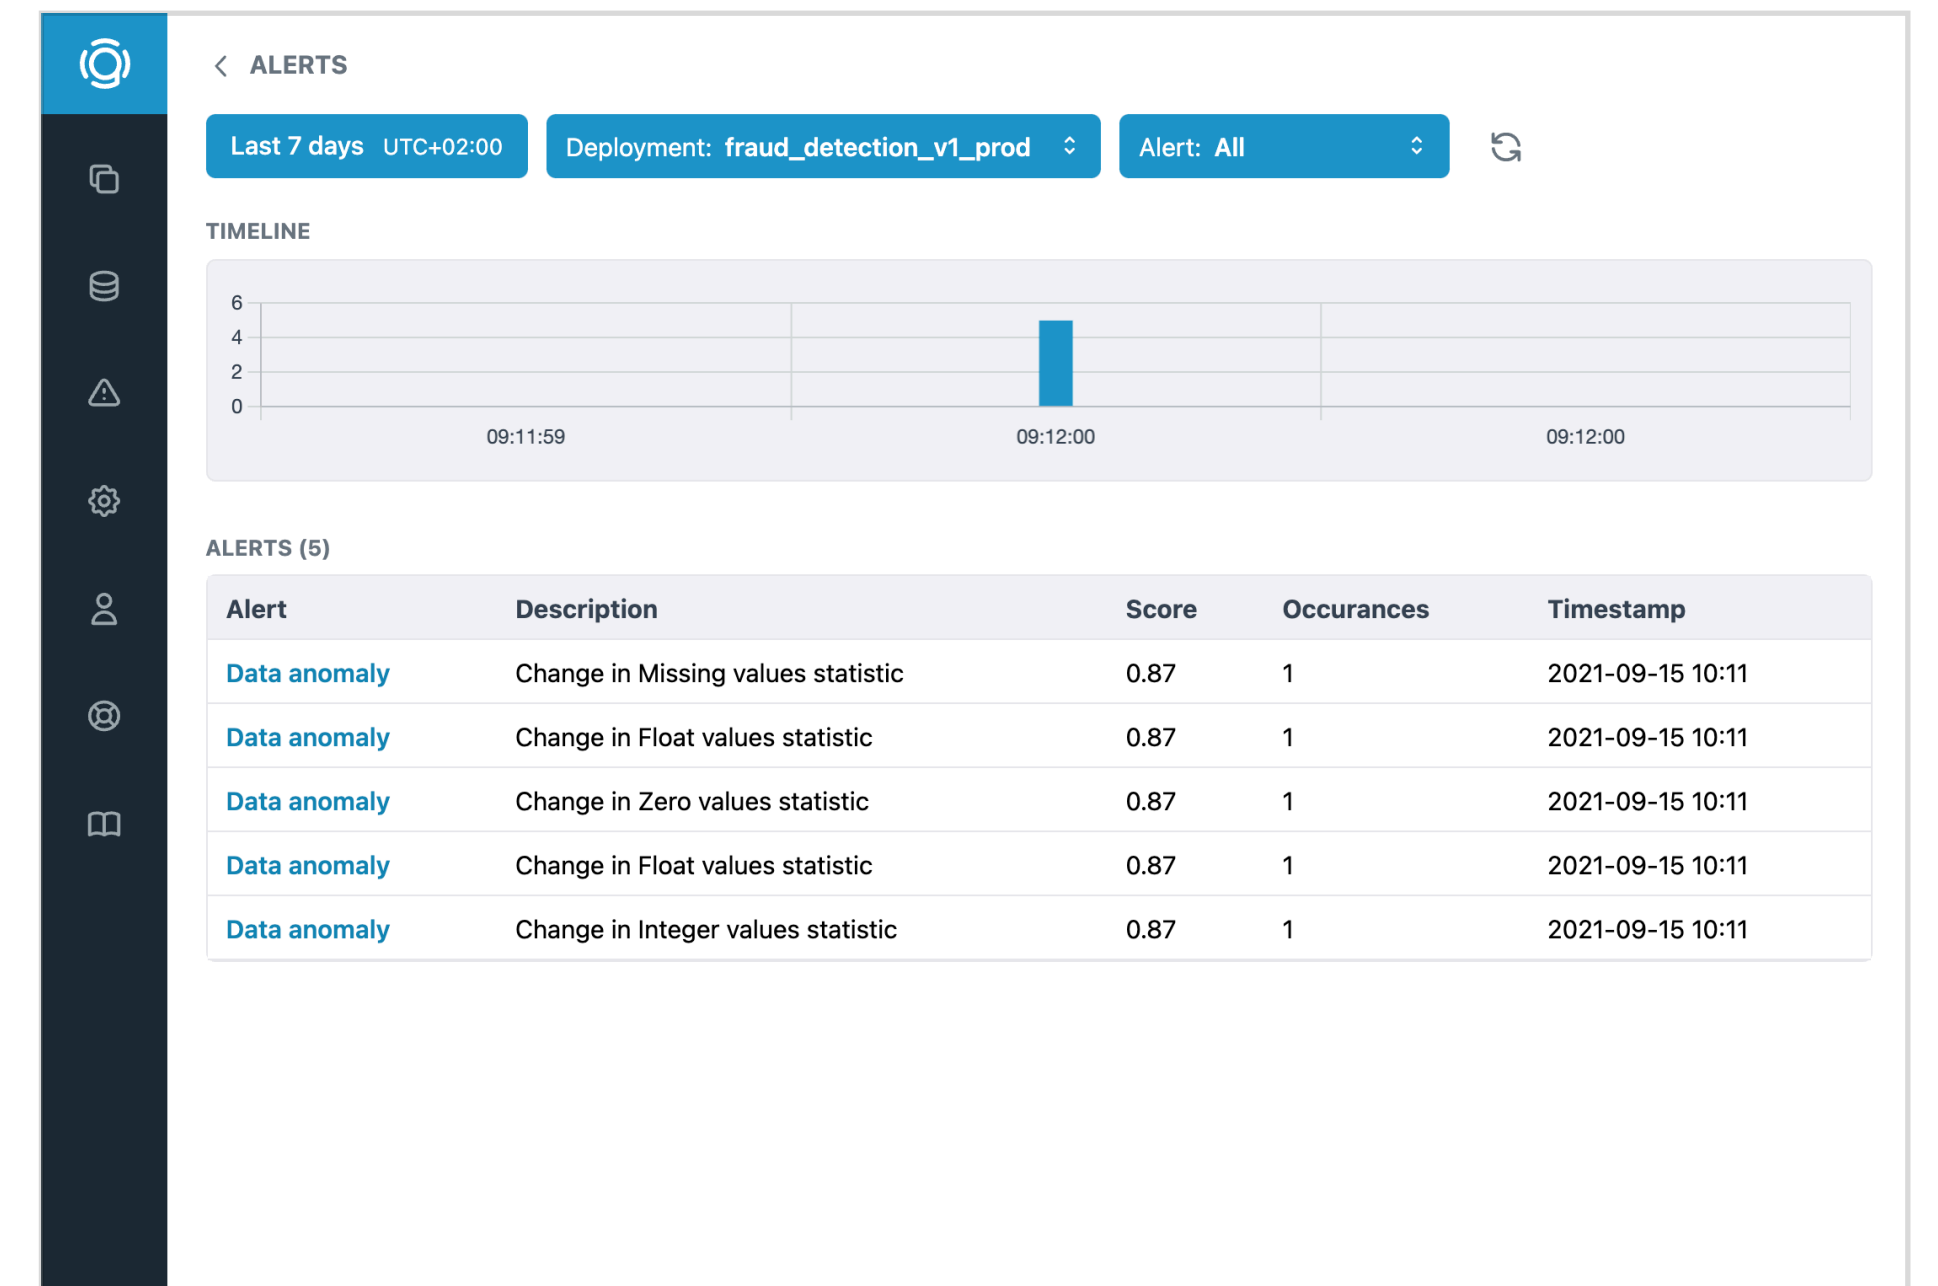 ALERTS
Last 7 days UTC+02:00 Deployment: fraud_detection_v1_prod Alert: All
TIMELINE
6
4
2
0
09:11:59 09:12:00 09:12:00
ALERTS (5)
Alert Description Score Occurances Timestamp
Data anomaly Change in Missing values statistic 0.87 1 2021-09-15 10:11
Data anomaly Change in Float values statistic 0.87 1 2021-09-15 10:11
Data anomaly Change in Zero values statistic 0.87 1 2021-09-15 10:11
Data anomaly Change in Float values statistic 0.87 1 2021-09-15 10:11
Data anomaly Change in Integer values statistic 0.87 1 2021-09-15 10:11